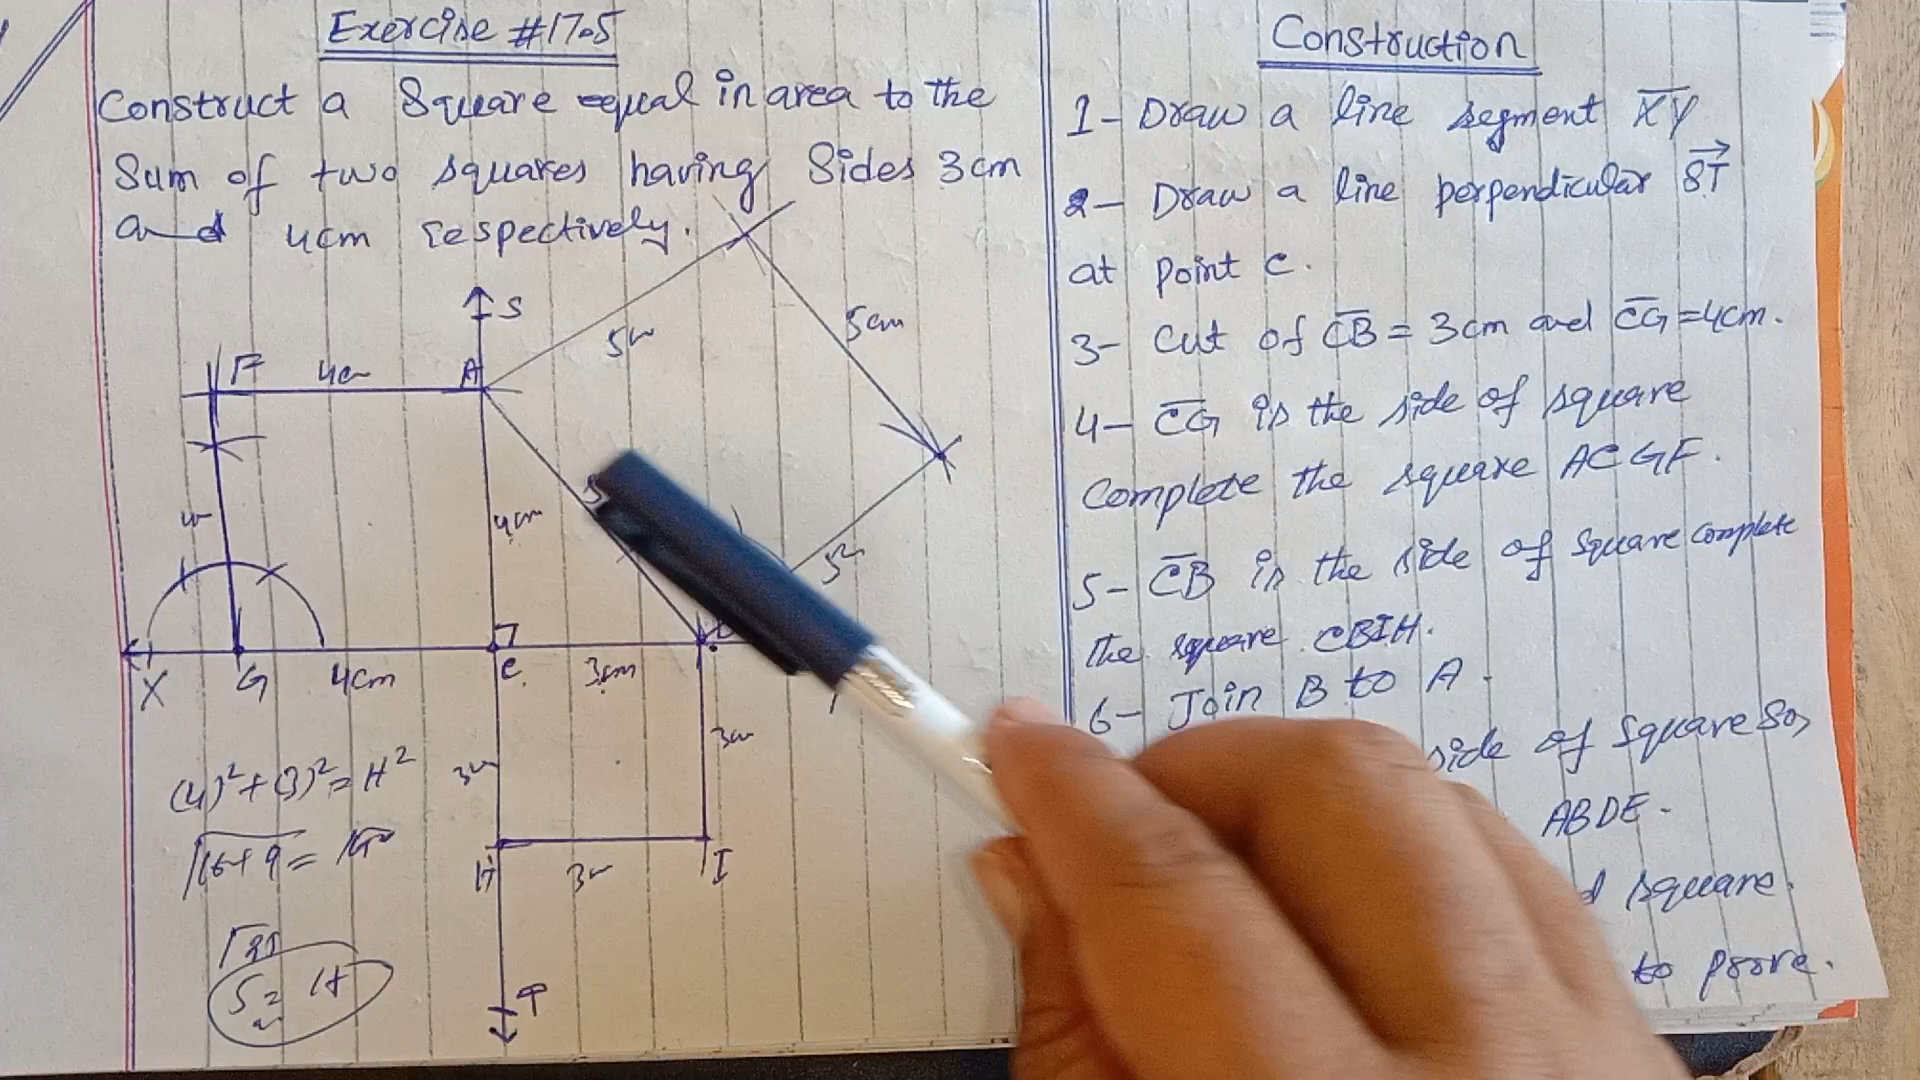 Exercise #17.5
Construct a Square equal in area to the
Sum of two squares having Sides 3cm
and 4cm respectively.
S
F
4cm
A
5cm
5cm
4cm
5cm
X
G
4cm
C
3cm
3cm
3cm
H
3cm
I
T
(4)²+(3)²=H²
√16+9=
√25
5=H
Construction
1- Draw a line segment XY
2- Draw a line perpendicular ST
at point C.
3- Cut of CB = 3cm and CG = 4cm.
4- CG is the side of square
Complete the square ACGF.
5- CB is the side of Square complete
the square CBIH.
6- Join B to A.
side of Square So,
ABDE.
square.
to prove.